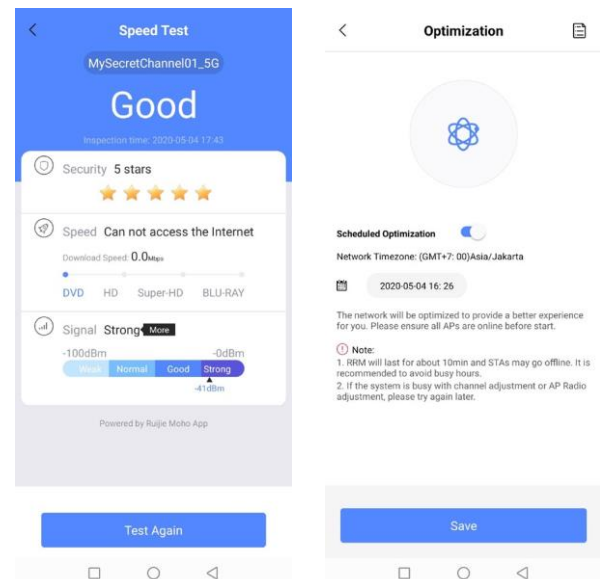 Speed Test
MySecretChannel01_5G
Good
Inspection time: 2020-05-04 17:43
Security 5 stars
Speed Can not access the Internet
Download Speed: 0.0Mbps
DVD HD Super-HD BLU-RAY
Signal Strong More
-100dBm -0dBm
Weak Normal Good Strong
-41dBm
Powered by Ruijie Moho App
Test Again
Optimization
Scheduled Optimization
Network Timezone: (GMT+7: 00)Asia/Jakarta
2020-05-04 16: 26
The network will be optimized to provide a better experience
for you. Please ensure all APs are online before start.
Note:
1. RRM will last for about 10min and STAs may go offline. It is
recommended to avoid busy hours.
2. If the system is busy with channel adjustment or AP Radio
adjustment, please try again later.
Save